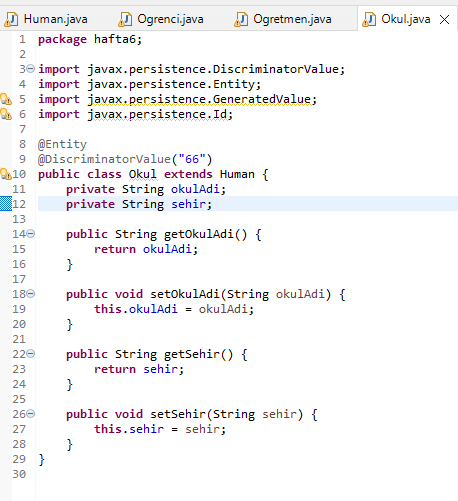 Human.java Ogrenci.java Ogretmen.java Okul.java
1 package hafta6;
2
3 import javax.persistence.DiscriminatorValue;
4 import javax.persistence.Entity;
5 import javax.persistence.GeneratedValue;
6 import javax.persistence.Id;
7
8 @Entity
9 @DiscriminatorValue("66")
10 public class Okul extends Human {
11     private String okulAdi;
12     private String sehir;
13
14     public String getOkulAdi() {
15         return okulAdi;
16     }
17
18     public void setOkulAdi(String okulAdi) {
19         this.okulAdi = okulAdi;
20     }
21
22     public String getSehir() {
23         return sehir;
24     }
25
26     public void setSehir(String sehir) {
27         this.sehir = sehir;
28     }
29 }
30